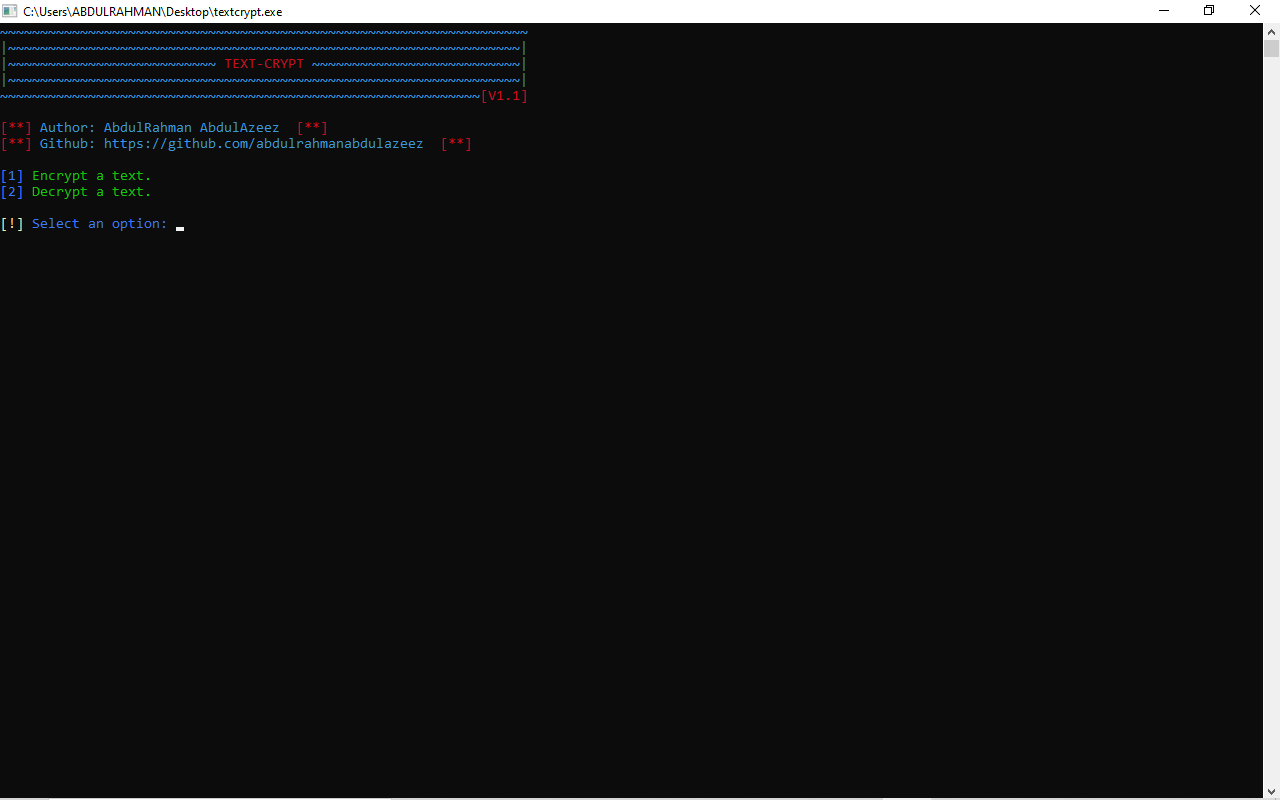 C:\Users\ABDULRAHMAN\Desktop\textcrypt.exe
~~~~~~~~~~~~~~~~~~~~~~~~~~~~~~~~~~~~~~~~~~~~~~~~~~~~~~~~~~~~~~~~~~
|~~~~~~~~~~~~~~~~~~~~~~~~~~~~~~~~~~~~~~~~~~~~~~~~~~~~~~~~~~~~~~~~|
|~~~~~~~~~~~~~~~~~~~~~~~~~~ TEXT-CRYPT ~~~~~~~~~~~~~~~~~~~~~~~~~~|
|~~~~~~~~~~~~~~~~~~~~~~~~~~~~~~~~~~~~~~~~~~~~~~~~~~~~~~~~~~~~~~~~|
~~~~~~~~~~~~~~~~~~~~~~~~~~~~~~~~~~~~~~~~~~~~~~~~~~~~~~~~~~~~[V1.1]
[**] Author: AbdulRahman AbdulAzeez  [**]
[**] Github: https://github.com/abdulrahmanabdulazeez  [**]
[1] Encrypt a text.
[2] Decrypt a text.
[!] Select an option: